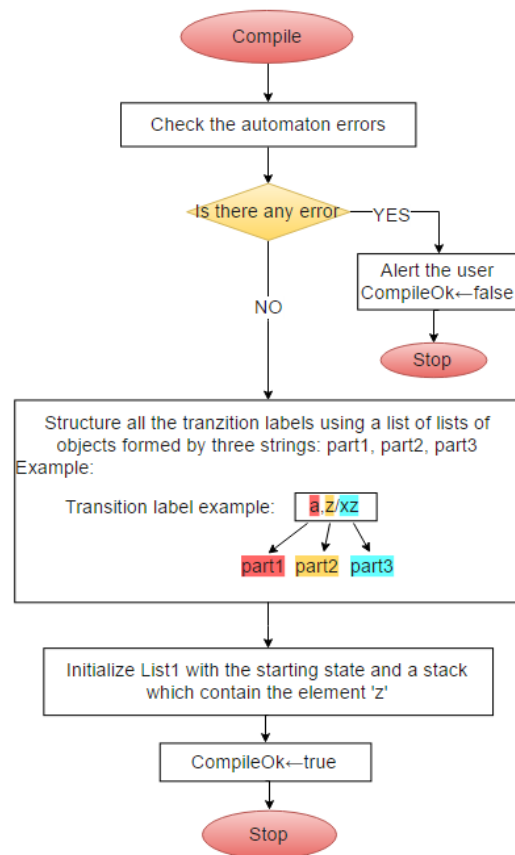 Compile
Check the automaton errors
Is there any error
YES
Alert the user
CompileOk←false
Stop
NO
Structure all the tranzition labels using a list of lists of
objects formed by three strings: part1, part2, part3
Example:
Transition label example: a,z/xz
part1 part2 part3
Initialize List1 with the starting state and a stack
which contain the element 'z'
CompileOk←true
Stop